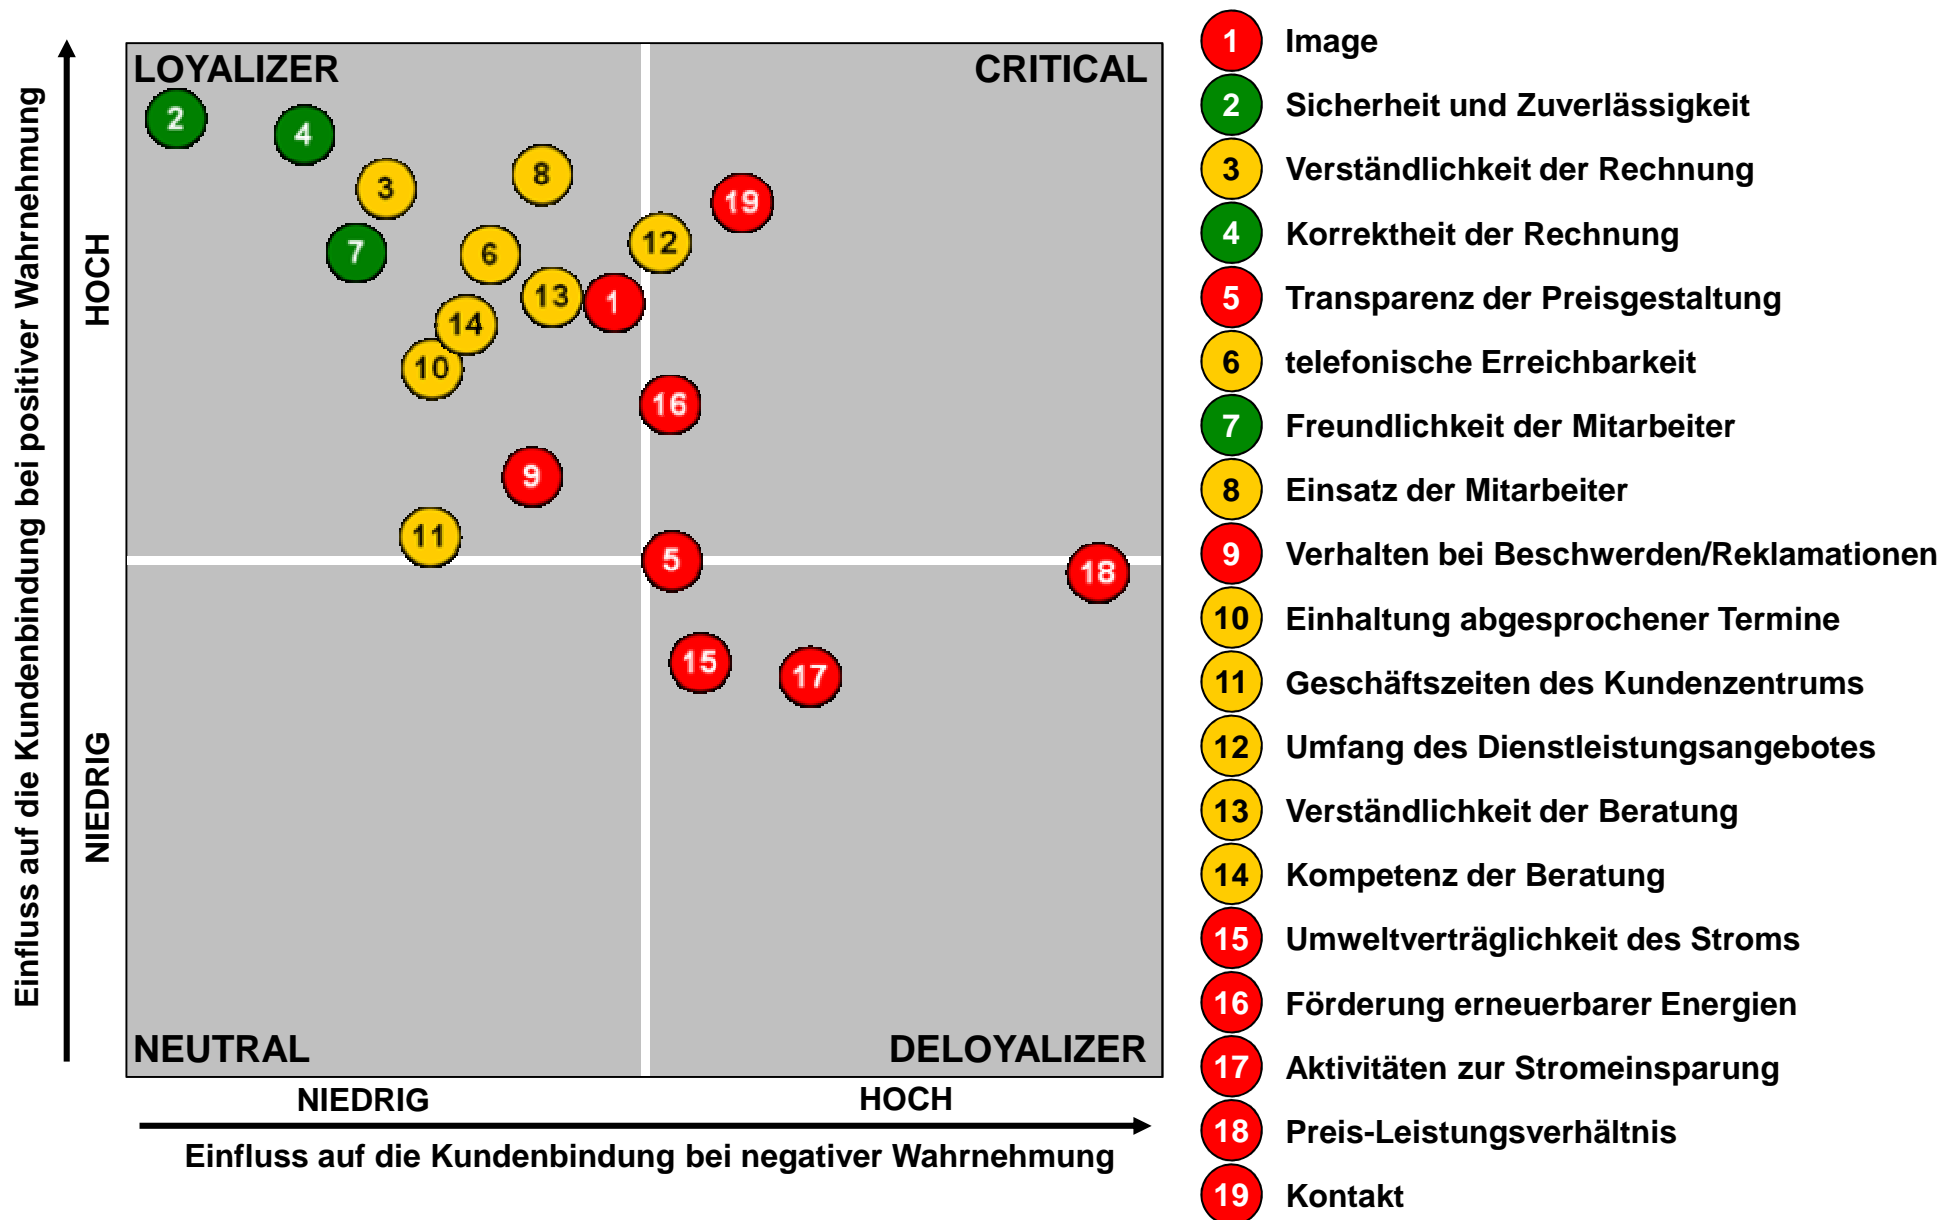 LOYALIZER
CRITICAL
2
4
3
8
19
7
6
12
13
1
14
10
16
9
11
5
18
15
17
NEUTRAL
DELOYALIZER
Einfluss auf die Kundenbindung bei positiver Wahrnehmung
HOCH
NIEDRIG
NIEDRIG
HOCH
Einfluss auf die Kundenbindung bei negativer Wahrnehmung
1 Image
2 Sicherheit und Zuverlässigkeit
3 Verständlichkeit der Rechnung
4 Korrektheit der Rechnung
5 Transparenz der Preisgestaltung
6 telefonische Erreichbarkeit
7 Freundlichkeit der Mitarbeiter
8 Einsatz der Mitarbeiter
9 Verhalten bei Beschwerden/Reklamationen
10 Einhaltung abgesprochener Termine
11 Geschäftszeiten des Kundenzentrums
12 Umfang des Dienstleistungsangebotes
13 Verständlichkeit der Beratung
14 Kompetenz der Beratung
15 Umweltverträglichkeit des Stroms
16 Förderung erneuerbarer Energien
17 Aktivitäten zur Stromeinsparung
18 Preis-Leistungsverhältnis
19 Kontakt